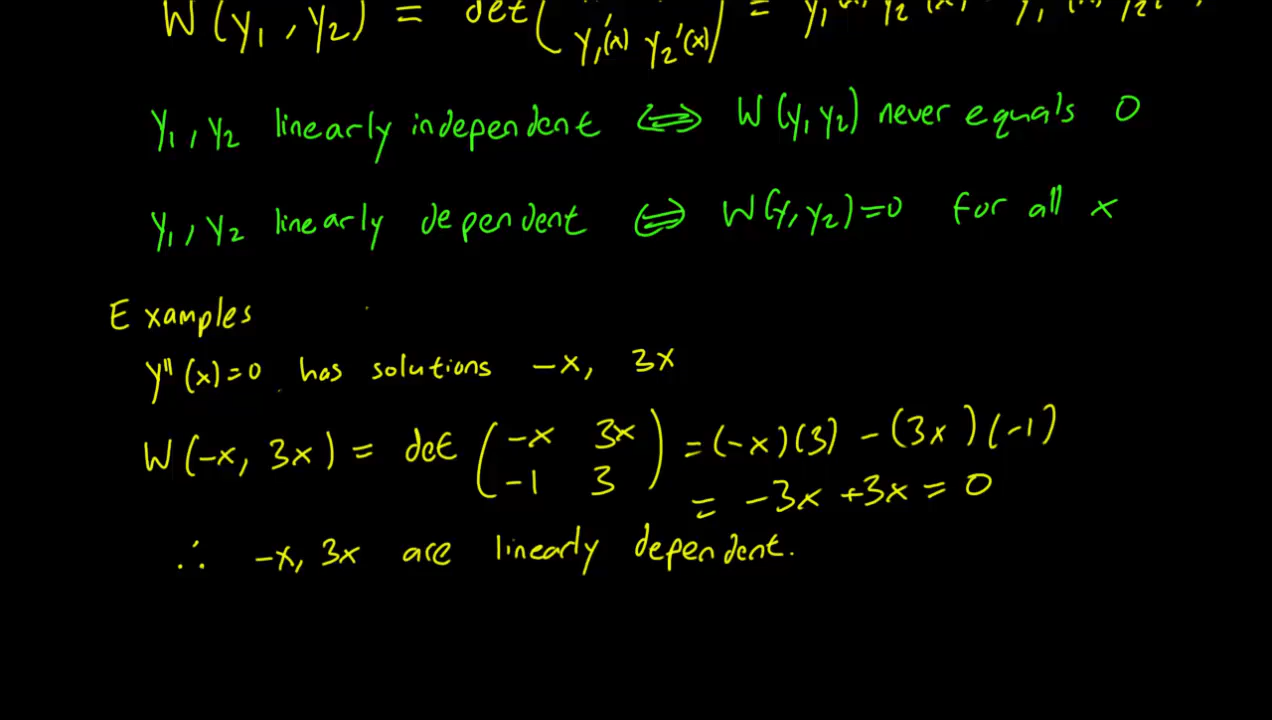 W(y₁, y₂) = det( y₁'(x) y₂'(x) ) =
y₁, y₂ linearly independent ⟺ W(y₁ y₂) never equals 0
y₁, y₂ linearly dependent ⟺ W(y₁, y₂)=0 for all x
Examples
y''(x)=0 has solutions -x, 3x
W(-x, 3x) = det ( -x 3x ) = (-x)(3) - (3x)(-1)
-1 3 = -3x +3x = 0
∴ -x, 3x are linearly dependent.